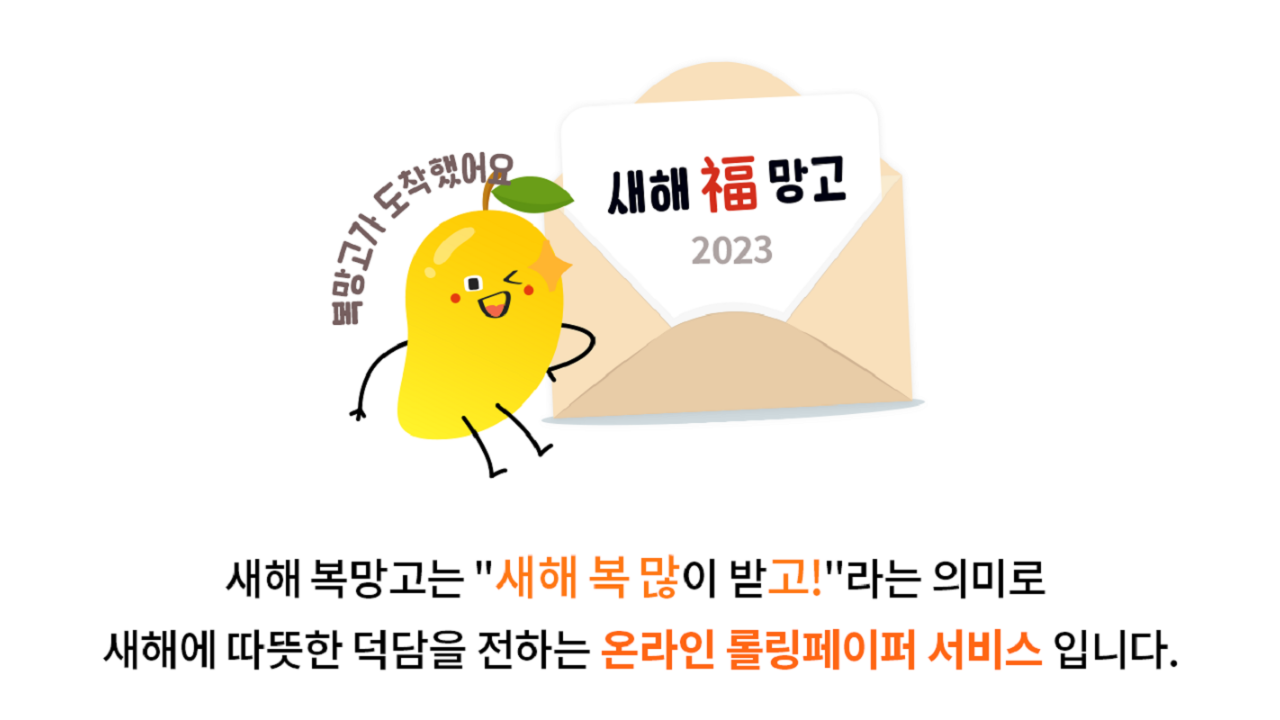 복망고가 도착했어요
새해 福 망고
2023
새해 복망고는 "새해 복 많이 받고!"라는 의미로
새해에 따뜻한 덕담을 전하는 온라인 롤링페이퍼 서비스 입니다.